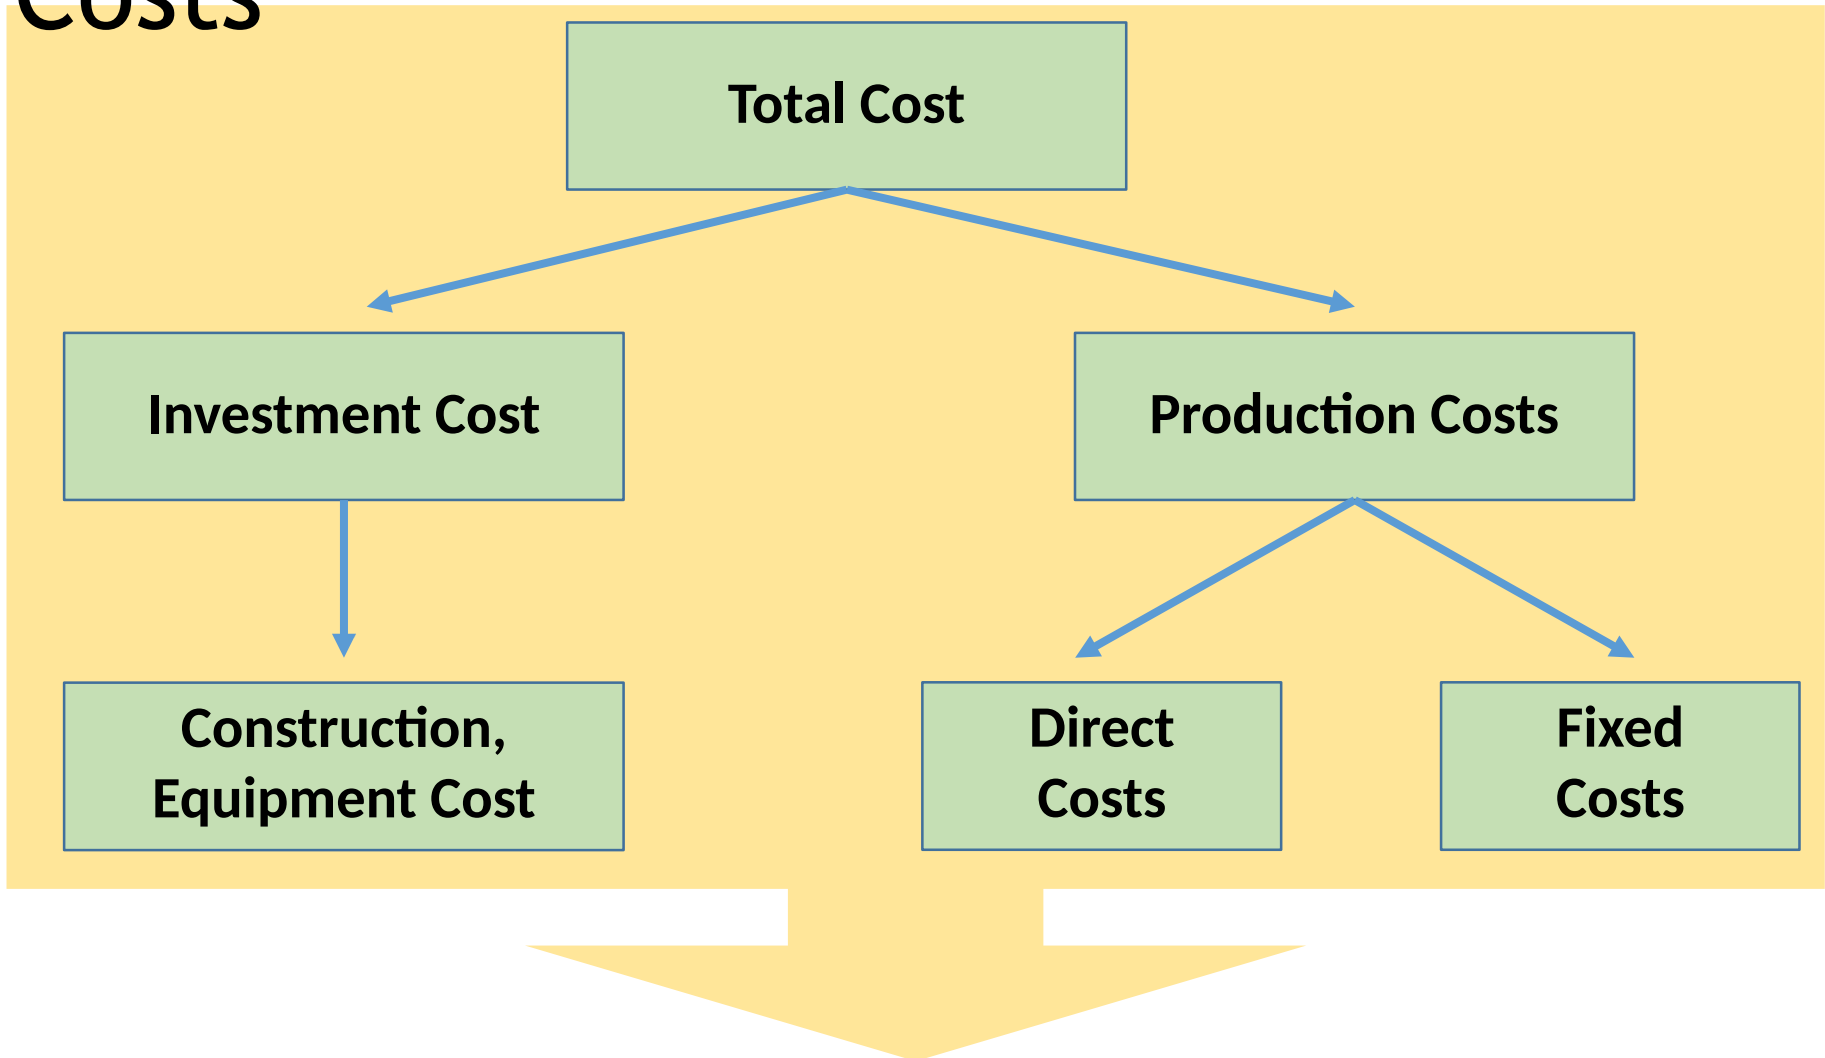 Costs
Total Cost
Investment Cost
Production Costs
Construction,
Equipment Cost
Direct
Costs
Fixed
Costs